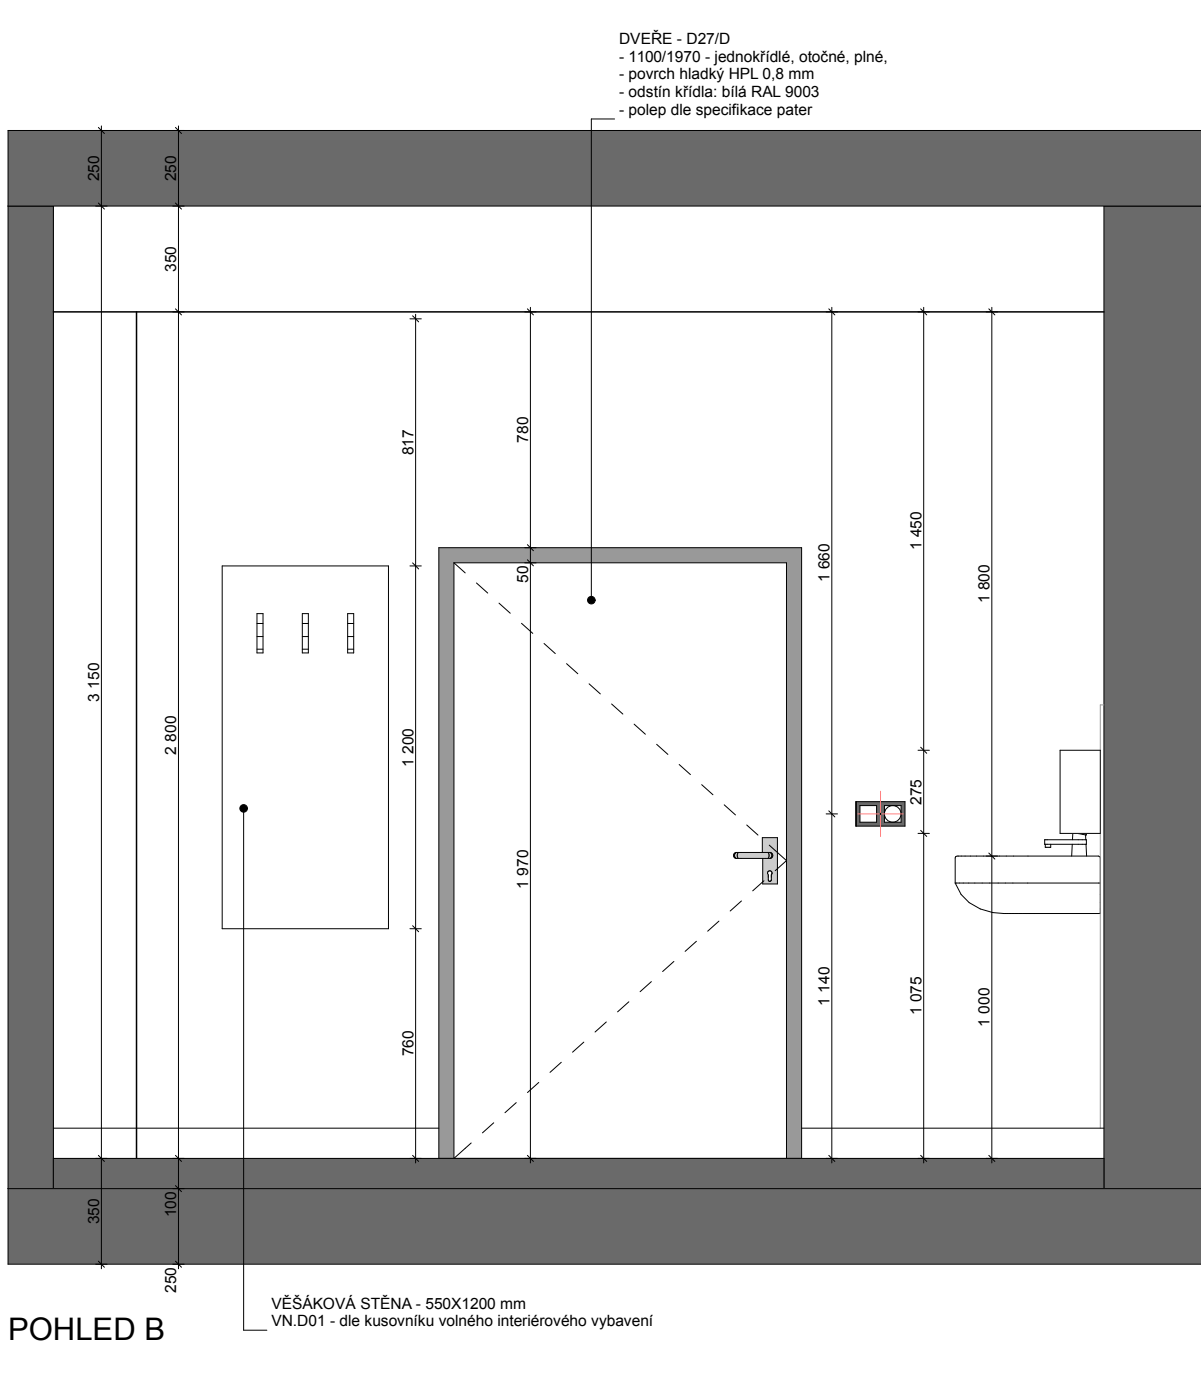 DVEŘE - D27/D
- 1100/1970 - jednokřídlé, otočné, plné,
- povrch hladký HPL 0,8 mm
- odstín křídla: bílá RAL 9003
- polep dle specifikace pater
250
250
350
817
780
1 450
1 660
50
1 800
3 150
2 800
1 200
275
1 970
1 140
1 075
1 000
760
350
100
250
VĚŠÁKOVÁ STĚNA - 550X1200 mm
VN.D01 - dle kusovníku volného interiérového vybavení
POHLED B